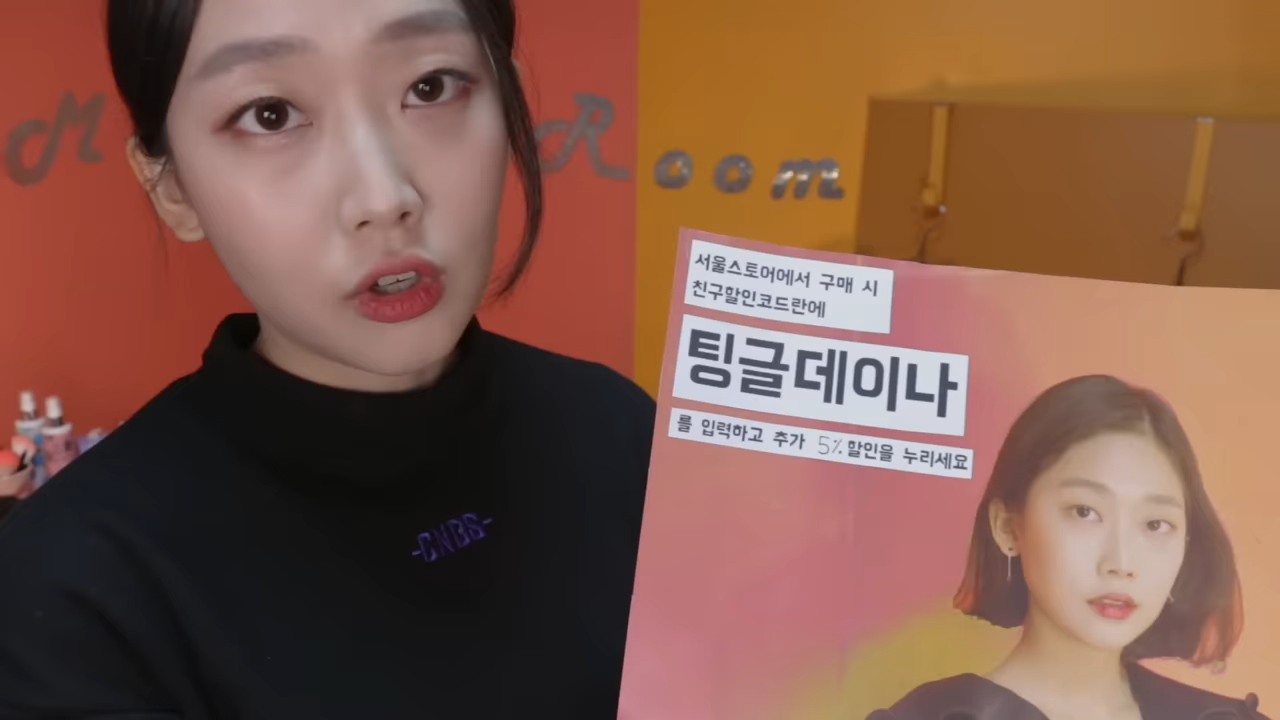 M Room
서울스토어에서 구매 시
친구할인코드란에
팅글데이나
를 입력하고 추가 5% 할인을 누리세요